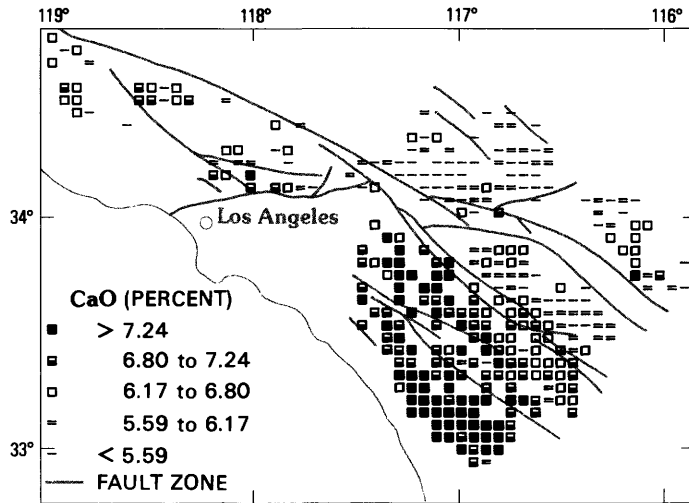 119° 118° 117° 116°
34°
Los Angeles
CaO (PERCENT)
> 7.24
6.80 to 7.24
6.17 to 6.80
5.59 to 6.17
< 5.59
33°
FAULT ZONE